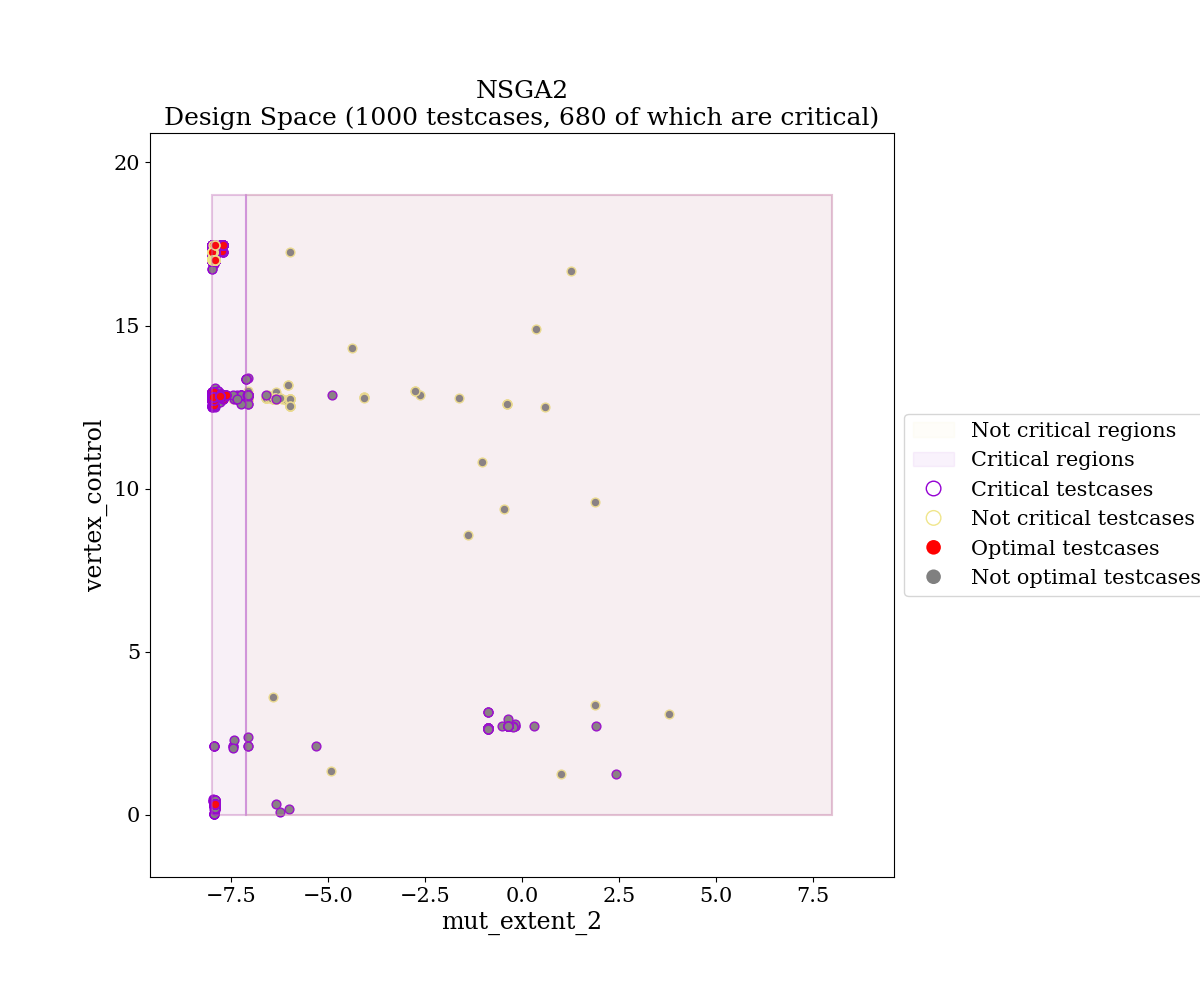 NSGA2
Design Space (1000 testcases, 680 of which are critical)
20
15
10
5
0
vertex_control
−7.5
−5.0
−2.5
0.0
2.5
5.0
7.5
mut_extent_2
Not critical regions
Critical regions
Critical testcases
Not critical testcases
Optimal testcases
Not optimal testcases